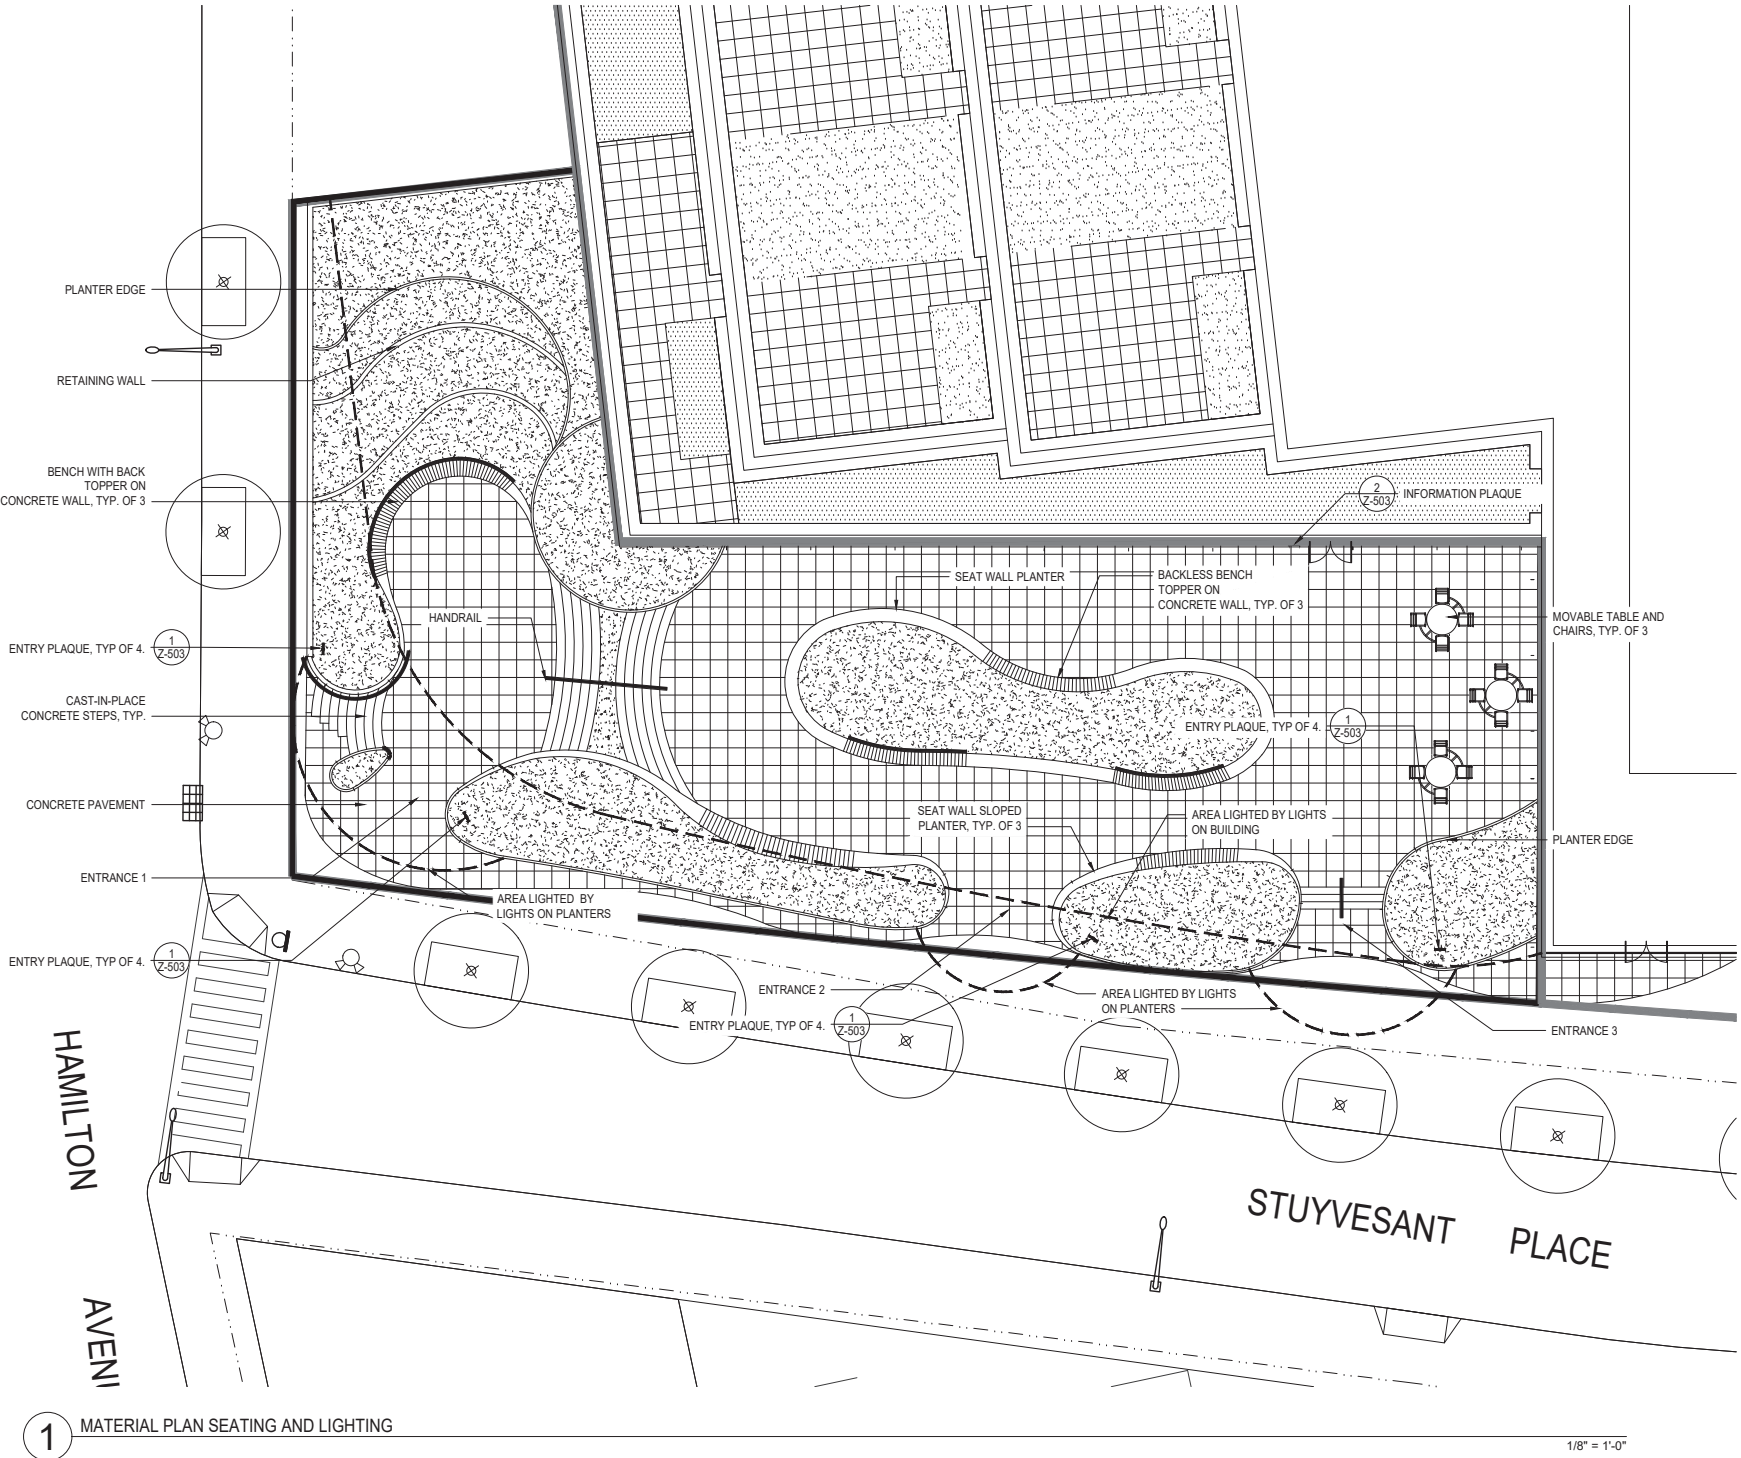 PLANTER EDGE
RETAINING WALL
BENCH WITH BACK
TOPPER ON
CONCRETE WALL, TYP. OF 3
2
Z-503
INFORMATION PLAQUE
SEAT WALL PLANTER
BACKLESS BENCH
TOPPER ON
CONCRETE WALL, TYP. OF 3
HANDRAIL
MOVABLE TABLE AND
CHAIRS, TYP. OF 3
ENTRY PLAQUE, TYP OF 4.
1
Z-503
CAST-IN-PLACE
CONCRETE STEPS, TYP.
ENTRY PLAQUE, TYP OF 4.
1
Z-503
CONCRETE PAVEMENT
SEAT WALL SLOPED
PLANTER, TYP. OF 3
AREA LIGHTED BY LIGHTS
ON BUILDING
PLANTER EDGE
ENTRANCE 1
AREA LIGHTED BY
LIGHTS ON PLANTERS
ENTRY PLAQUE, TYP OF 4.
1
Z-503
ENTRANCE 2
AREA LIGHTED BY LIGHTS
ON PLANTERS
ENTRY PLAQUE, TYP OF 4.
1
Z-503
ENTRANCE 3
HAMILTON
AVENU
STUYVESANT PLACE
1
MATERIAL PLAN SEATING AND LIGHTING
1/8" = 1'-0"